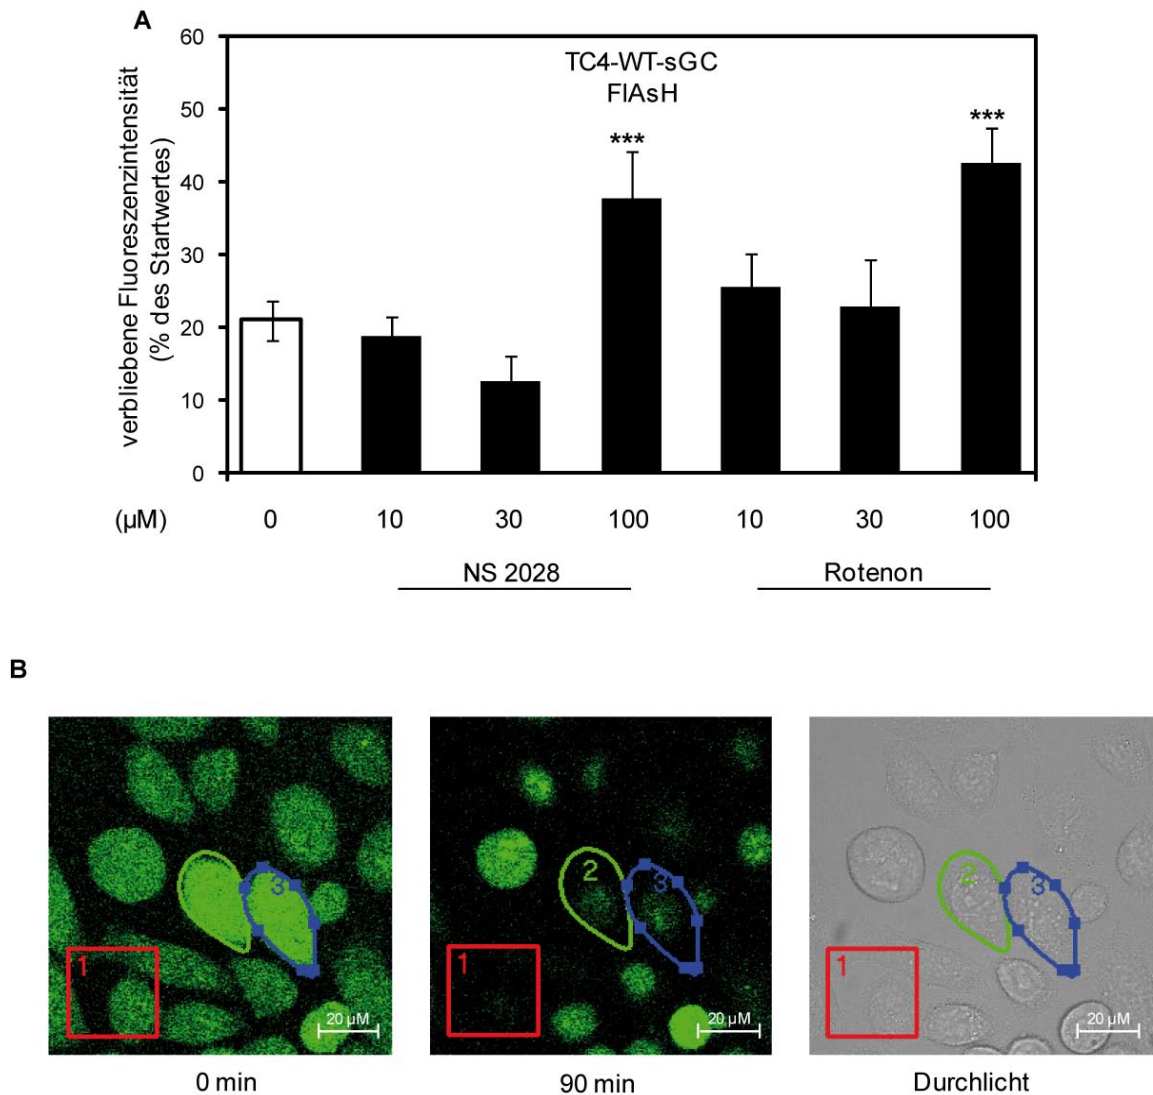 A
60
50
40
30
20
10
0
verbliebene Fluoreszenzintensität
(% des Startwertes)
TC4-WT-sGC
FlAsH
***
***
(µM) 0 10 30 100 10 30 100
NS 2028 Rotenon
B
1 2 3 20 µM
1 2 3 20 µM
1 2 3 20 µM
0 min 90 min Durchlicht